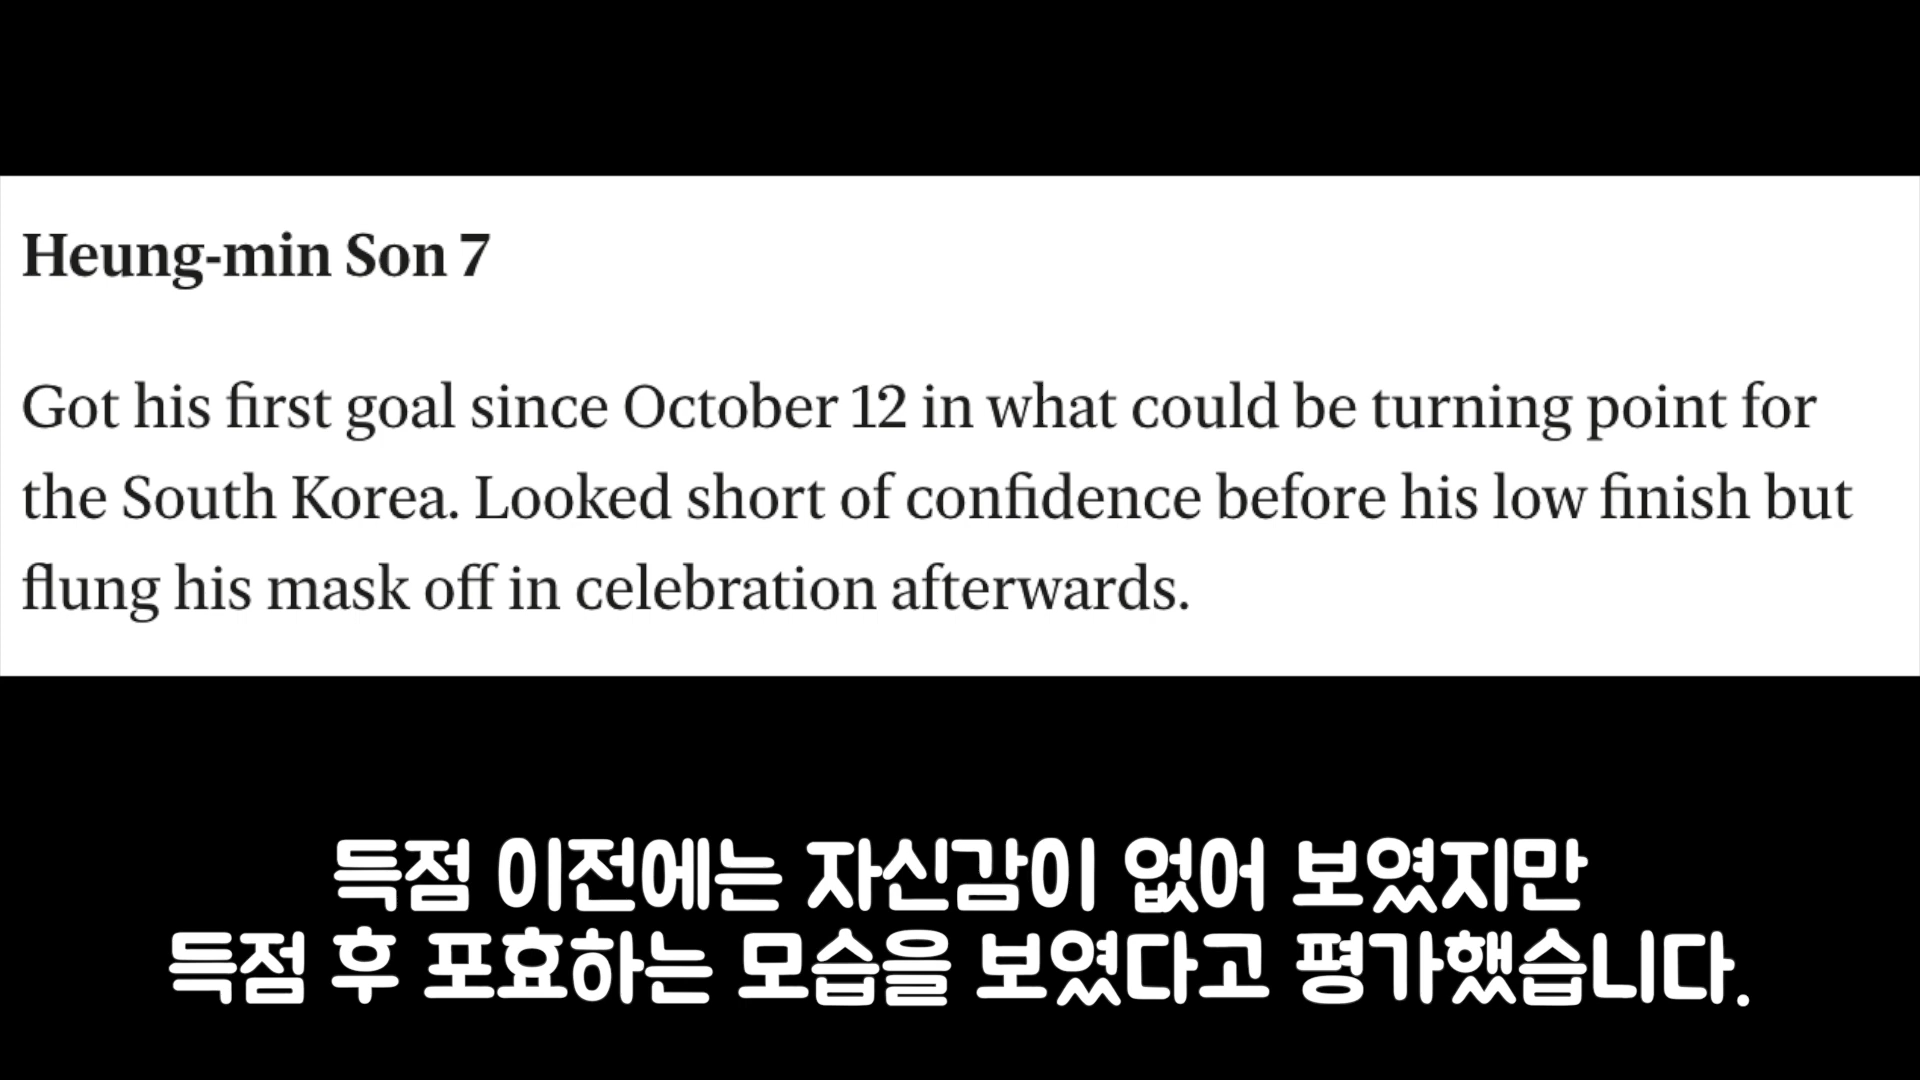 Heung-min Son 7
Got his first goal since October 12 in what could be turning point for
the South Korea. Looked short of confidence before his low finish but
flung his mask off in celebration afterwards.
득점 이전에는 자신감이 없어 보였지만
득점 후 포효하는 모습을 보였다고 평가했습니다.